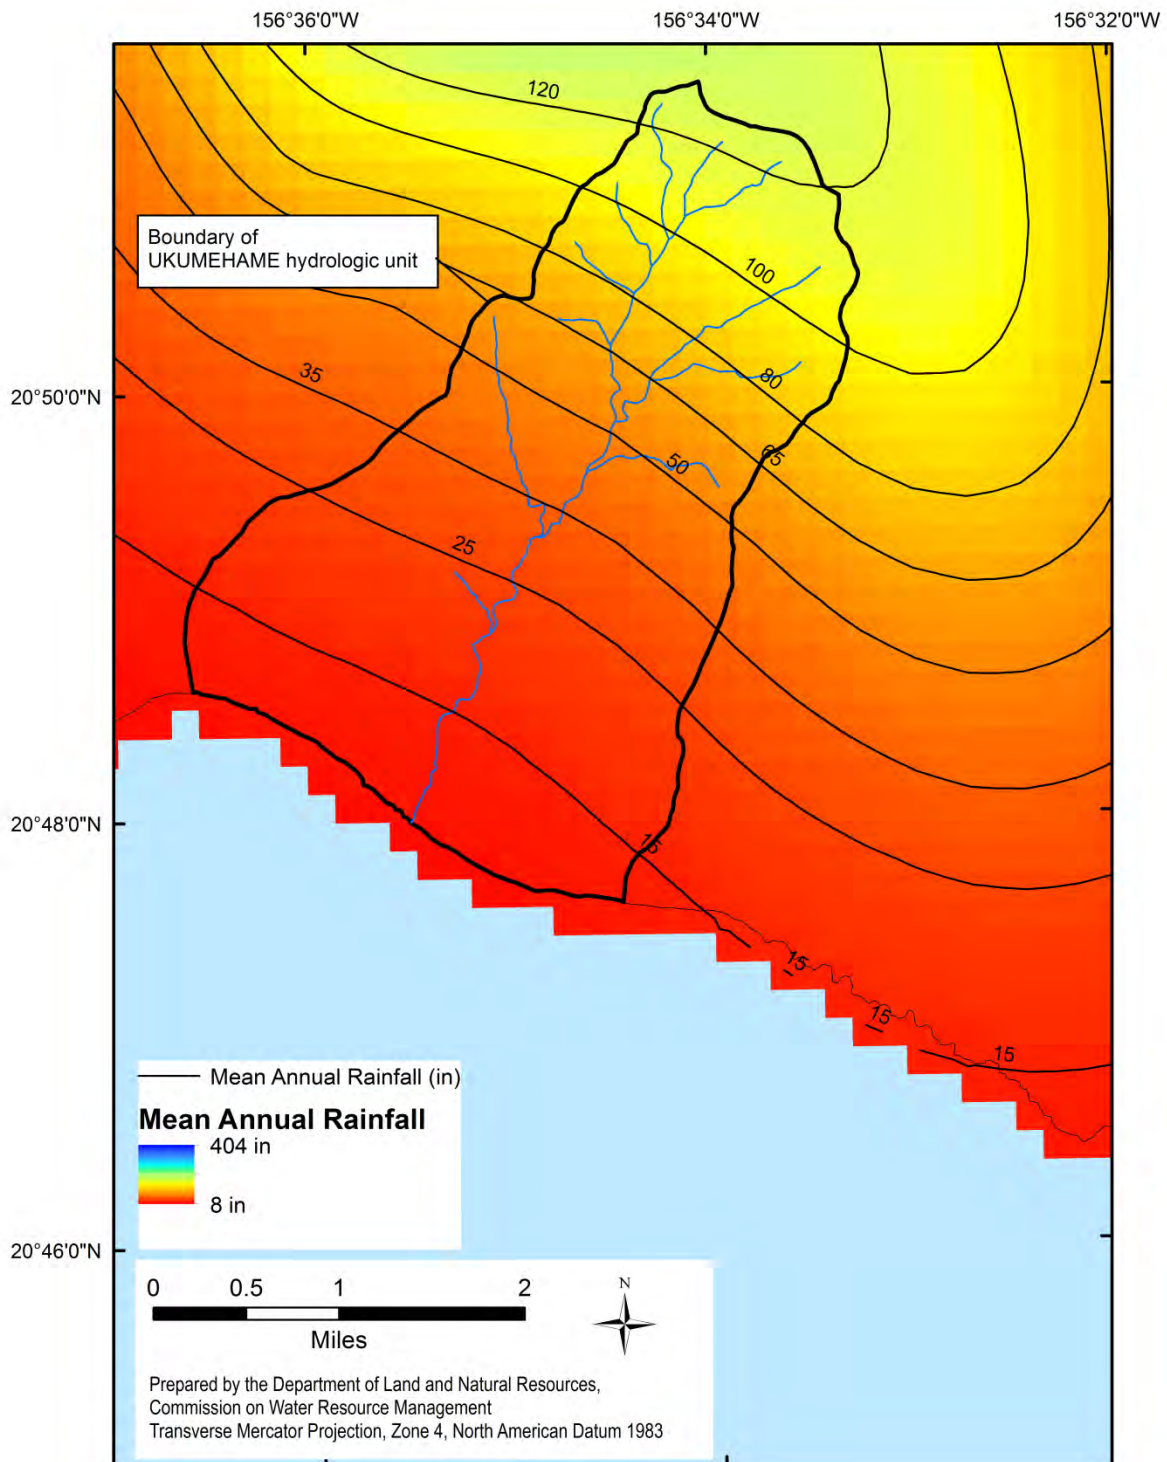 156°36'0"W
156°34'0"W
156°32'0"W
120
Boundary of
UKUMEHAME hydrologic unit
100
35
80
20°50'0"N
65
50
25
20°48'0"N
15
15
15
15
Mean Annual Rainfall (in)
Mean Annual Rainfall
404 in
8 in
20°46'0"N
0 0.5 1 2
Miles
N
Prepared by the Department of Land and Natural Resources,
Commission on Water Resource Management
Transverse Mercator Projection, Zone 4, North American Datum 1983